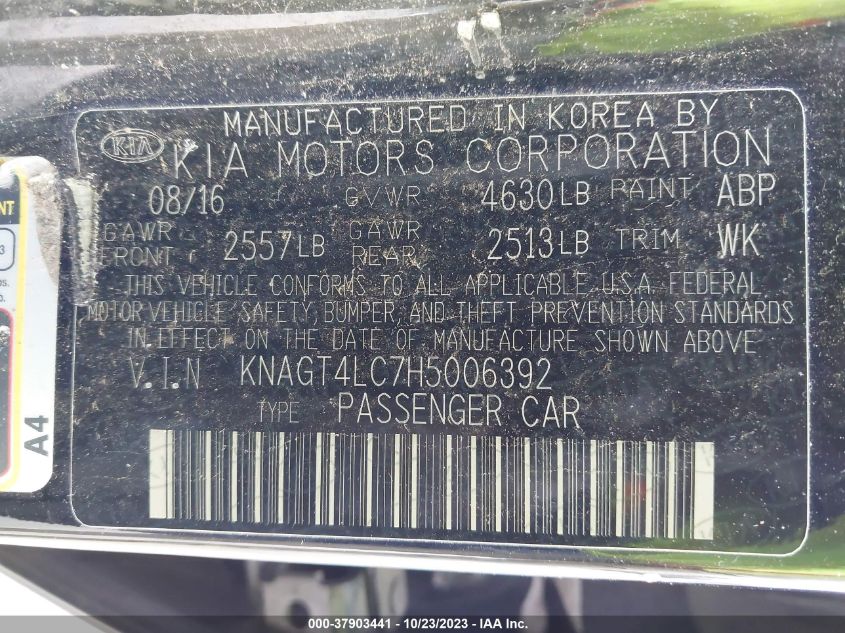 MANUFACTURED IN KOREA BY
KIA KIA MOTORS CORPORATION
08/16 GVWR 4630LB PAINT ABP
GAWR FRONT 2557LB GAWR REAR 2513LB TRIM WK
THIS VEHICLE CONFORMS TO ALL APPLICABLE U.S.A. FEDERAL
MOTOR VEHICLE SAFETY, BUMPER, AND THEFT PREVENTION STANDARDS
IN EFFECT ON THE DATE OF MANUFACTURE SHOWN ABOVE
V.I.N KNAGT4LC7H5006392
TYPE PASSENGER CAR
NT
3
A4
000-37903441 - 10/23/2023 - IAA Inc.